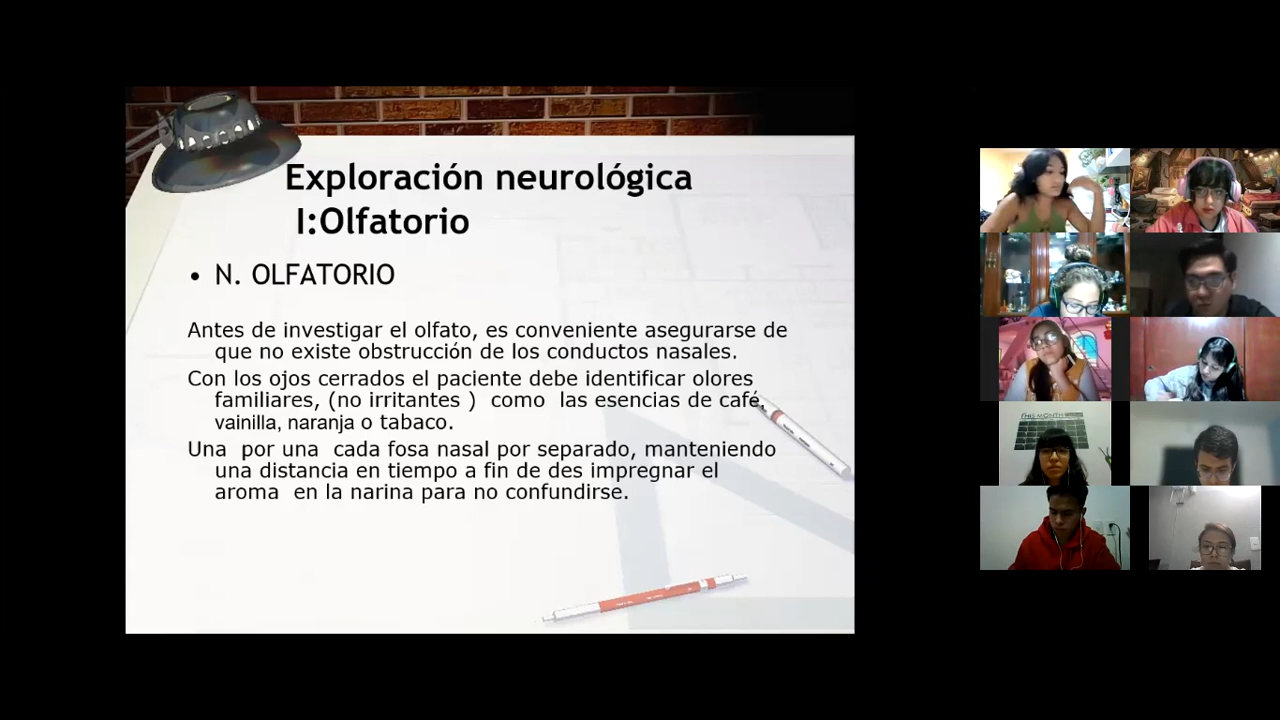 Exploración neurológica
I:Olfatorio
• N. OLFATORIO
Antes de investigar el olfato, es conveniente asegurarse de
que no existe obstrucción de los conductos nasales.
Con los ojos cerrados el paciente debe identificar olores
familiares, (no irritantes ) como las esencias de café,
vainilla, naranja o tabaco.
Una por una cada fosa nasal por separado, manteniendo
una distancia en tiempo a fin de des impregnar el
aroma en la narina para no confundirse.
THIS MONTH